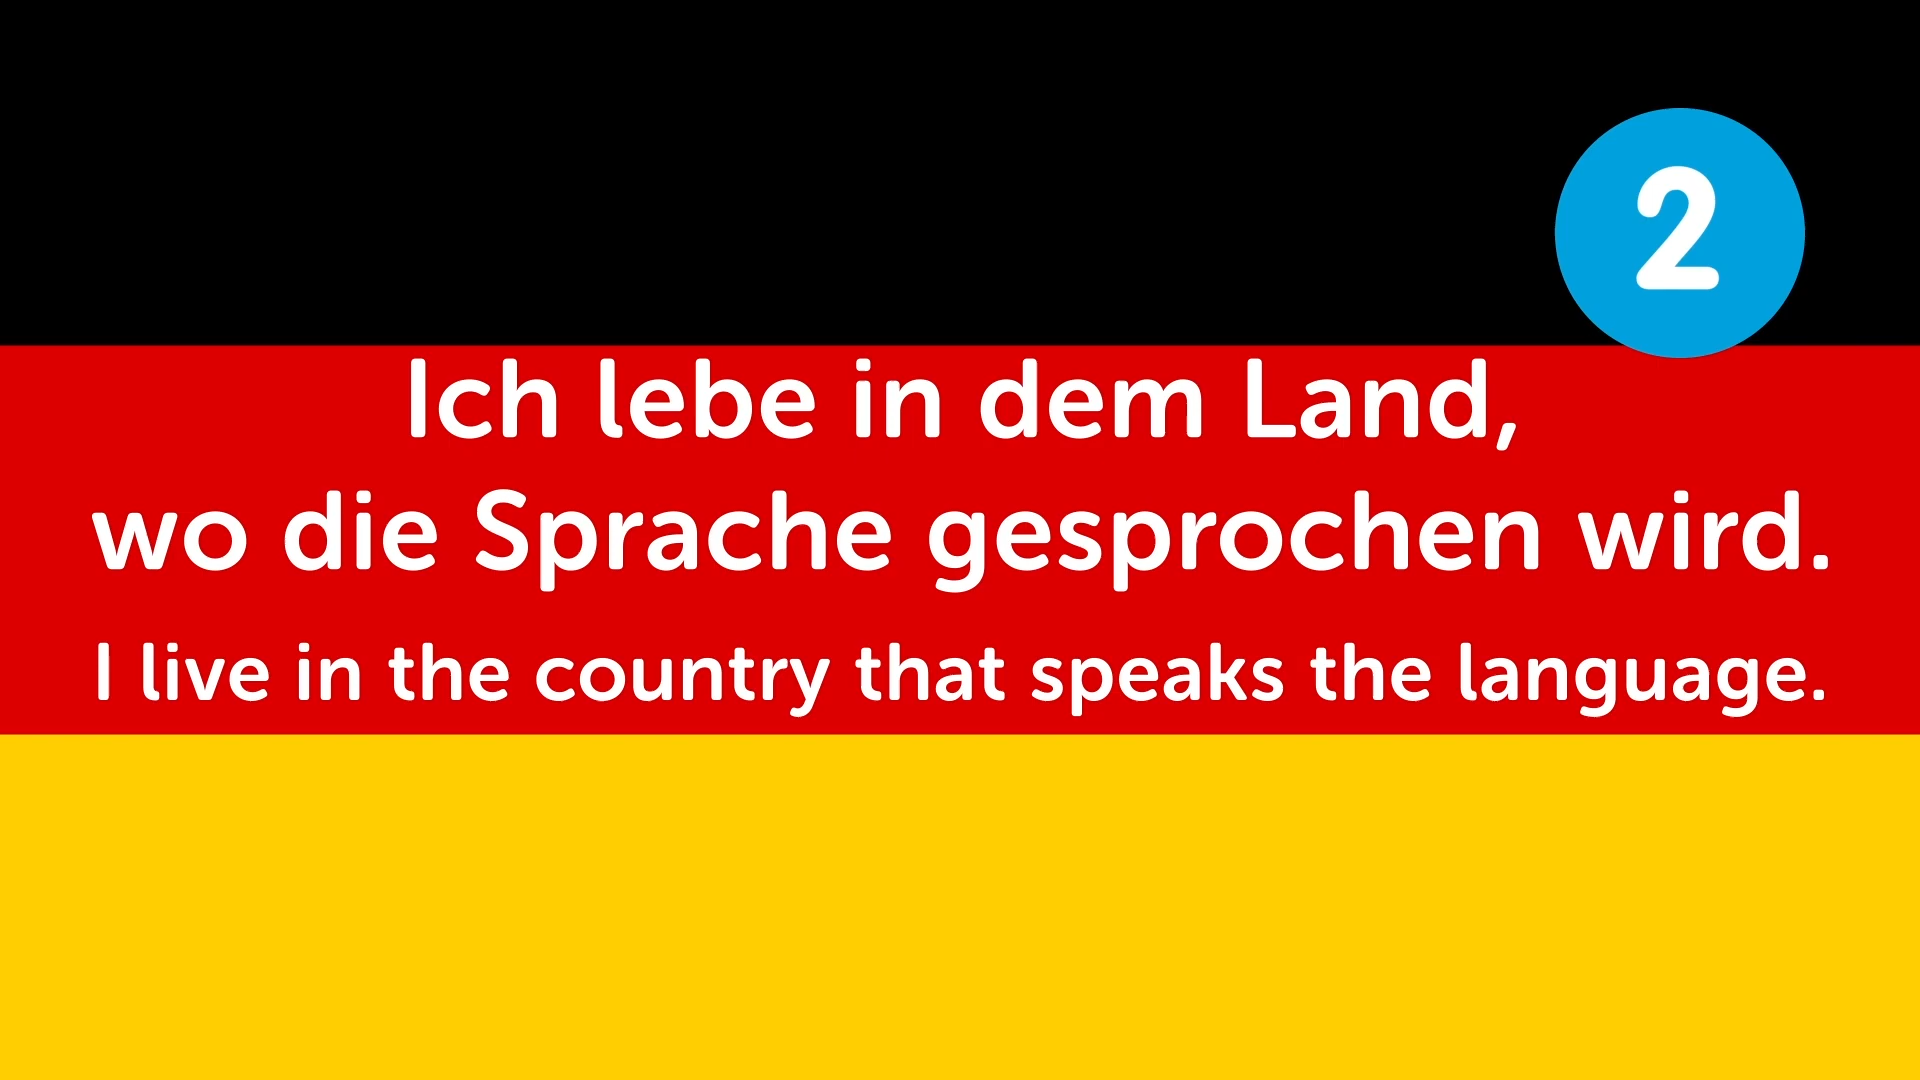 2
Ich lebe in dem Land,
wo die Sprache gesprochen wird.
I live in the country that speaks the language.